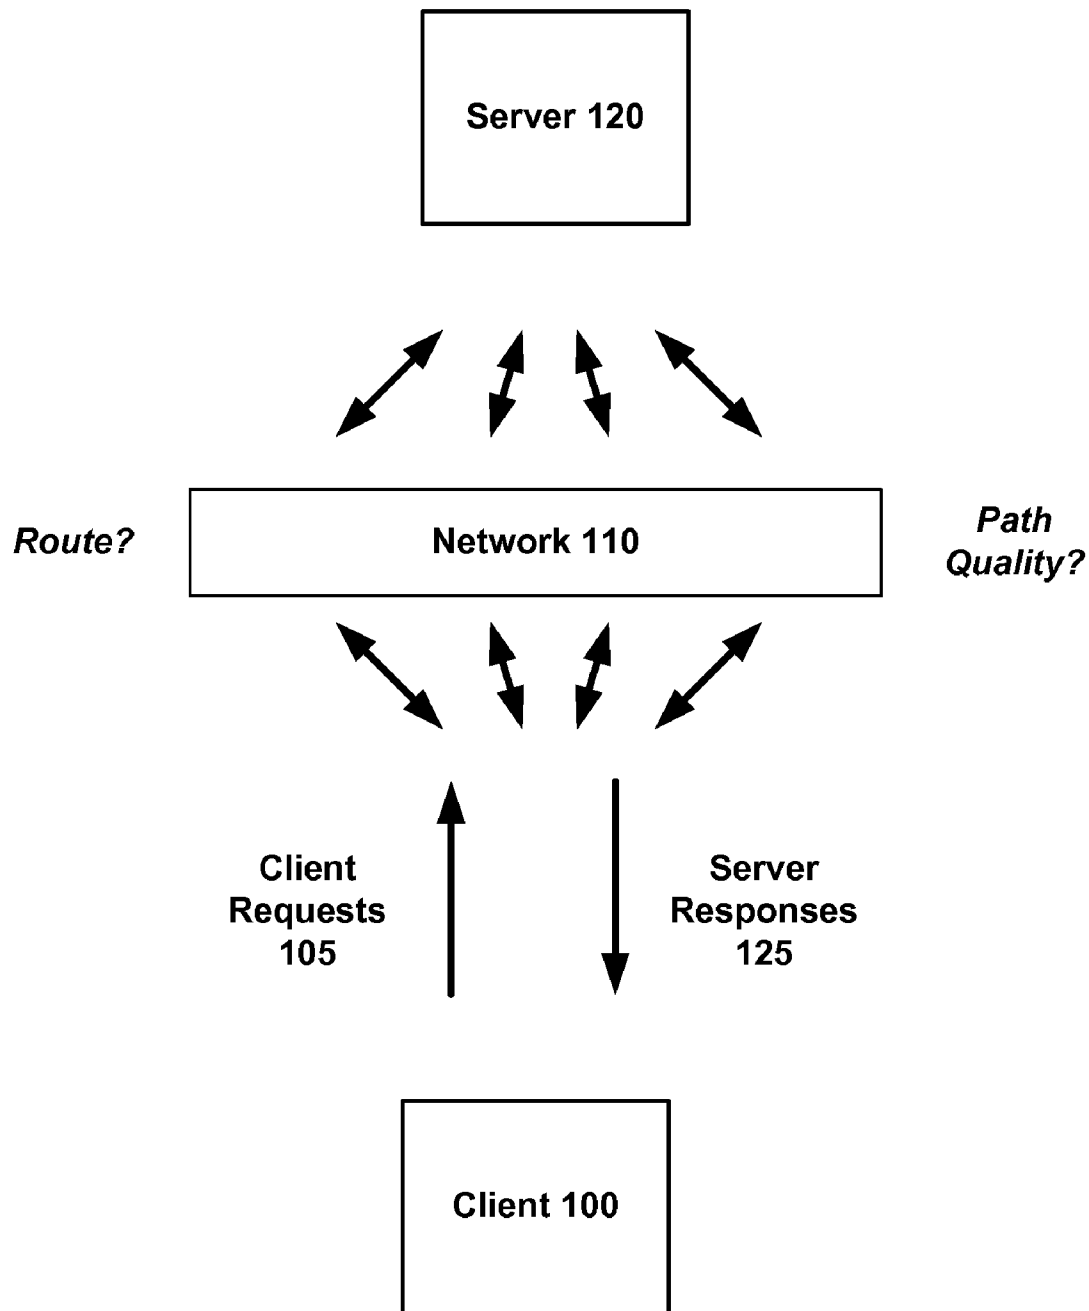 Server 120
Route?
Network 110
Path
Quality?
Client
Requests
105
Server
Responses
125
Client 100